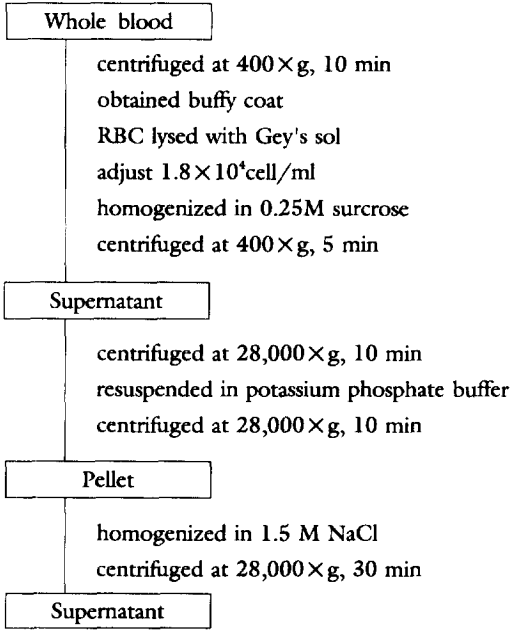 Whole blood
centrifuged at 400×g, 10 min
obtained buffy coat
RBC lysed with Gey's sol
adjust 1.8×10⁴cell/ml
homogenized in 0.25M surcrose
centrifuged at 400×g, 5 min
Supernatant
centrifuged at 28,000×g, 10 min
resuspended in potassium phosphate buffer
centrifuged at 28,000×g, 10 min
Pellet
homogenized in 1.5 M NaCl
centrifuged at 28,000×g, 30 min
Supernatant